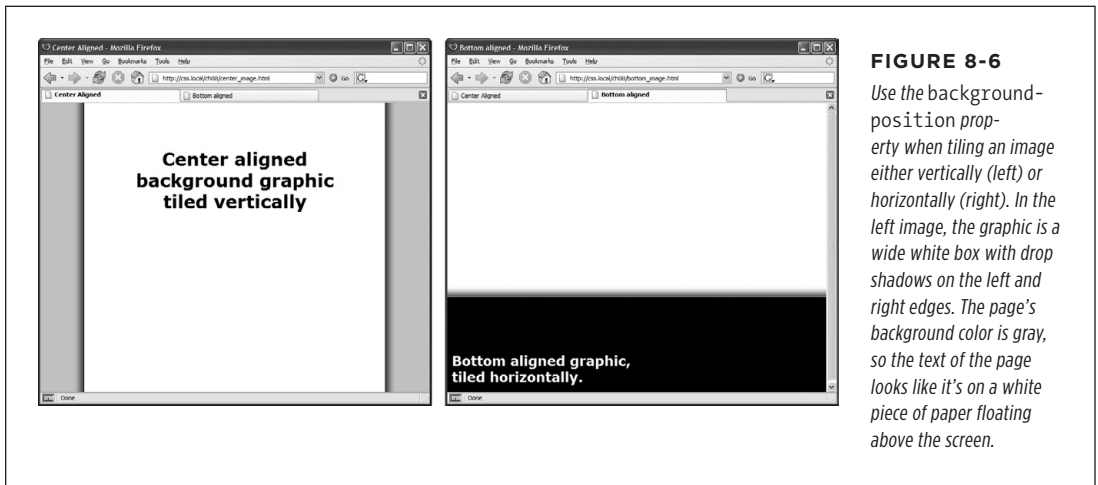 Center Aligned - Mozilla Firefox
File Edit View Go Bookmarks Tools Help
http://css.local/ch08/center_image.html
Go
Center Aligned
Bottom aligned
Center aligned
background graphic
tiled vertically
Done
Bottom aligned - Mozilla Firefox
File Edit View Go Bookmarks Tools Help
http://css.local/ch08/bottom_image.html
Go
Center Aligned
Bottom aligned
Bottom aligned graphic,
tiled horizontally.
Done
FIGURE 8-6
Use the background-
position prop-
erty when tiling an image
either vertically (left) or
horizontally (right). In the
left image, the graphic is a
wide white box with drop
shadows on the left and
right edges. The page's
background color is gray,
so the text of the page
looks like it's on a white
piece of paper floating
above the screen.